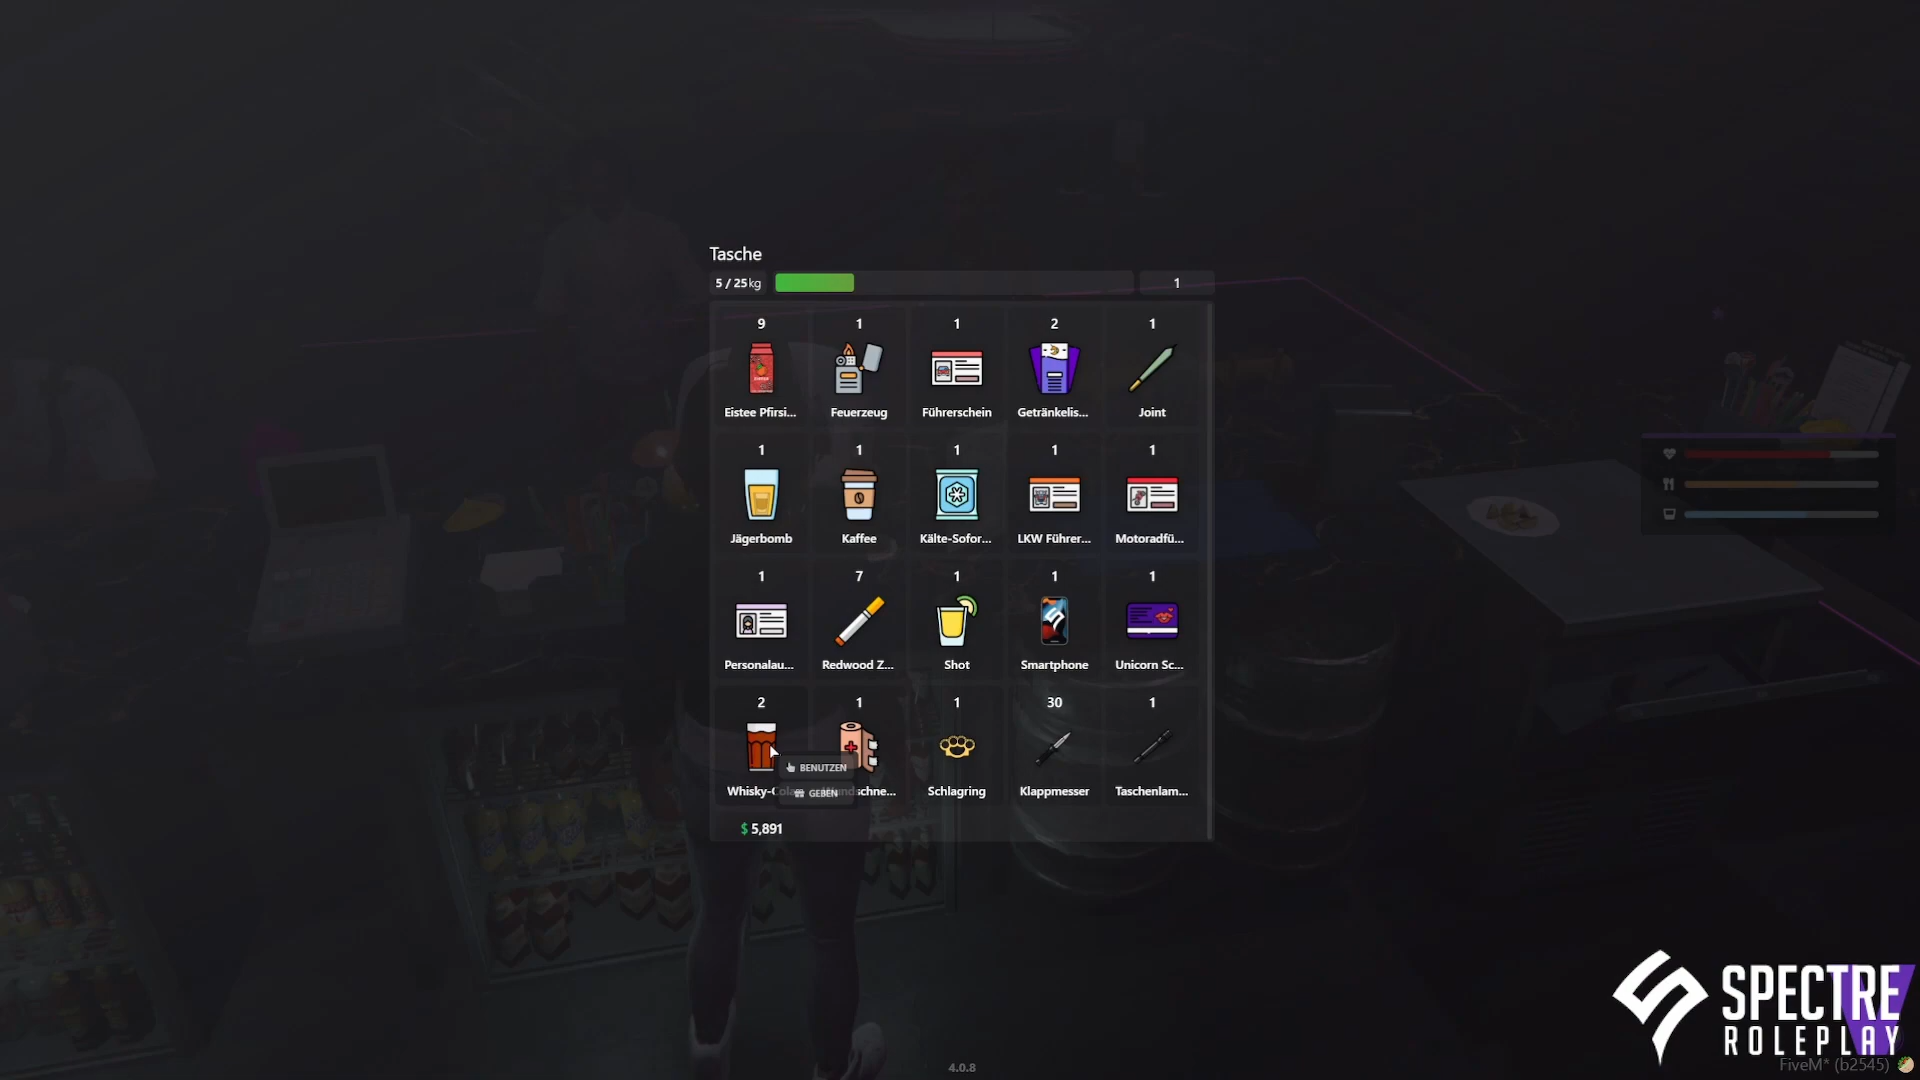 Tasche
5 / 25kg
1
9 1 1 2 1
Eistee Pfirsi... Feuerzeug Führerschein Getränkelis... Joint
1 1 1 1 1
Jägerbomb Kaffee Kälte-Sofor... LKW Führer... Motoradfü...
1 7 1 1 1
Personalau... Redwood Z... Shot Smartphone Unicorn Sc...
2 1 1 30 1
BENUTZEN
GEBEN
Schlagring Klappmesser Taschenlam...
$ 5,891
SPECTRE
ROLEPLAY
4.0.8
FiveM* (b2545)